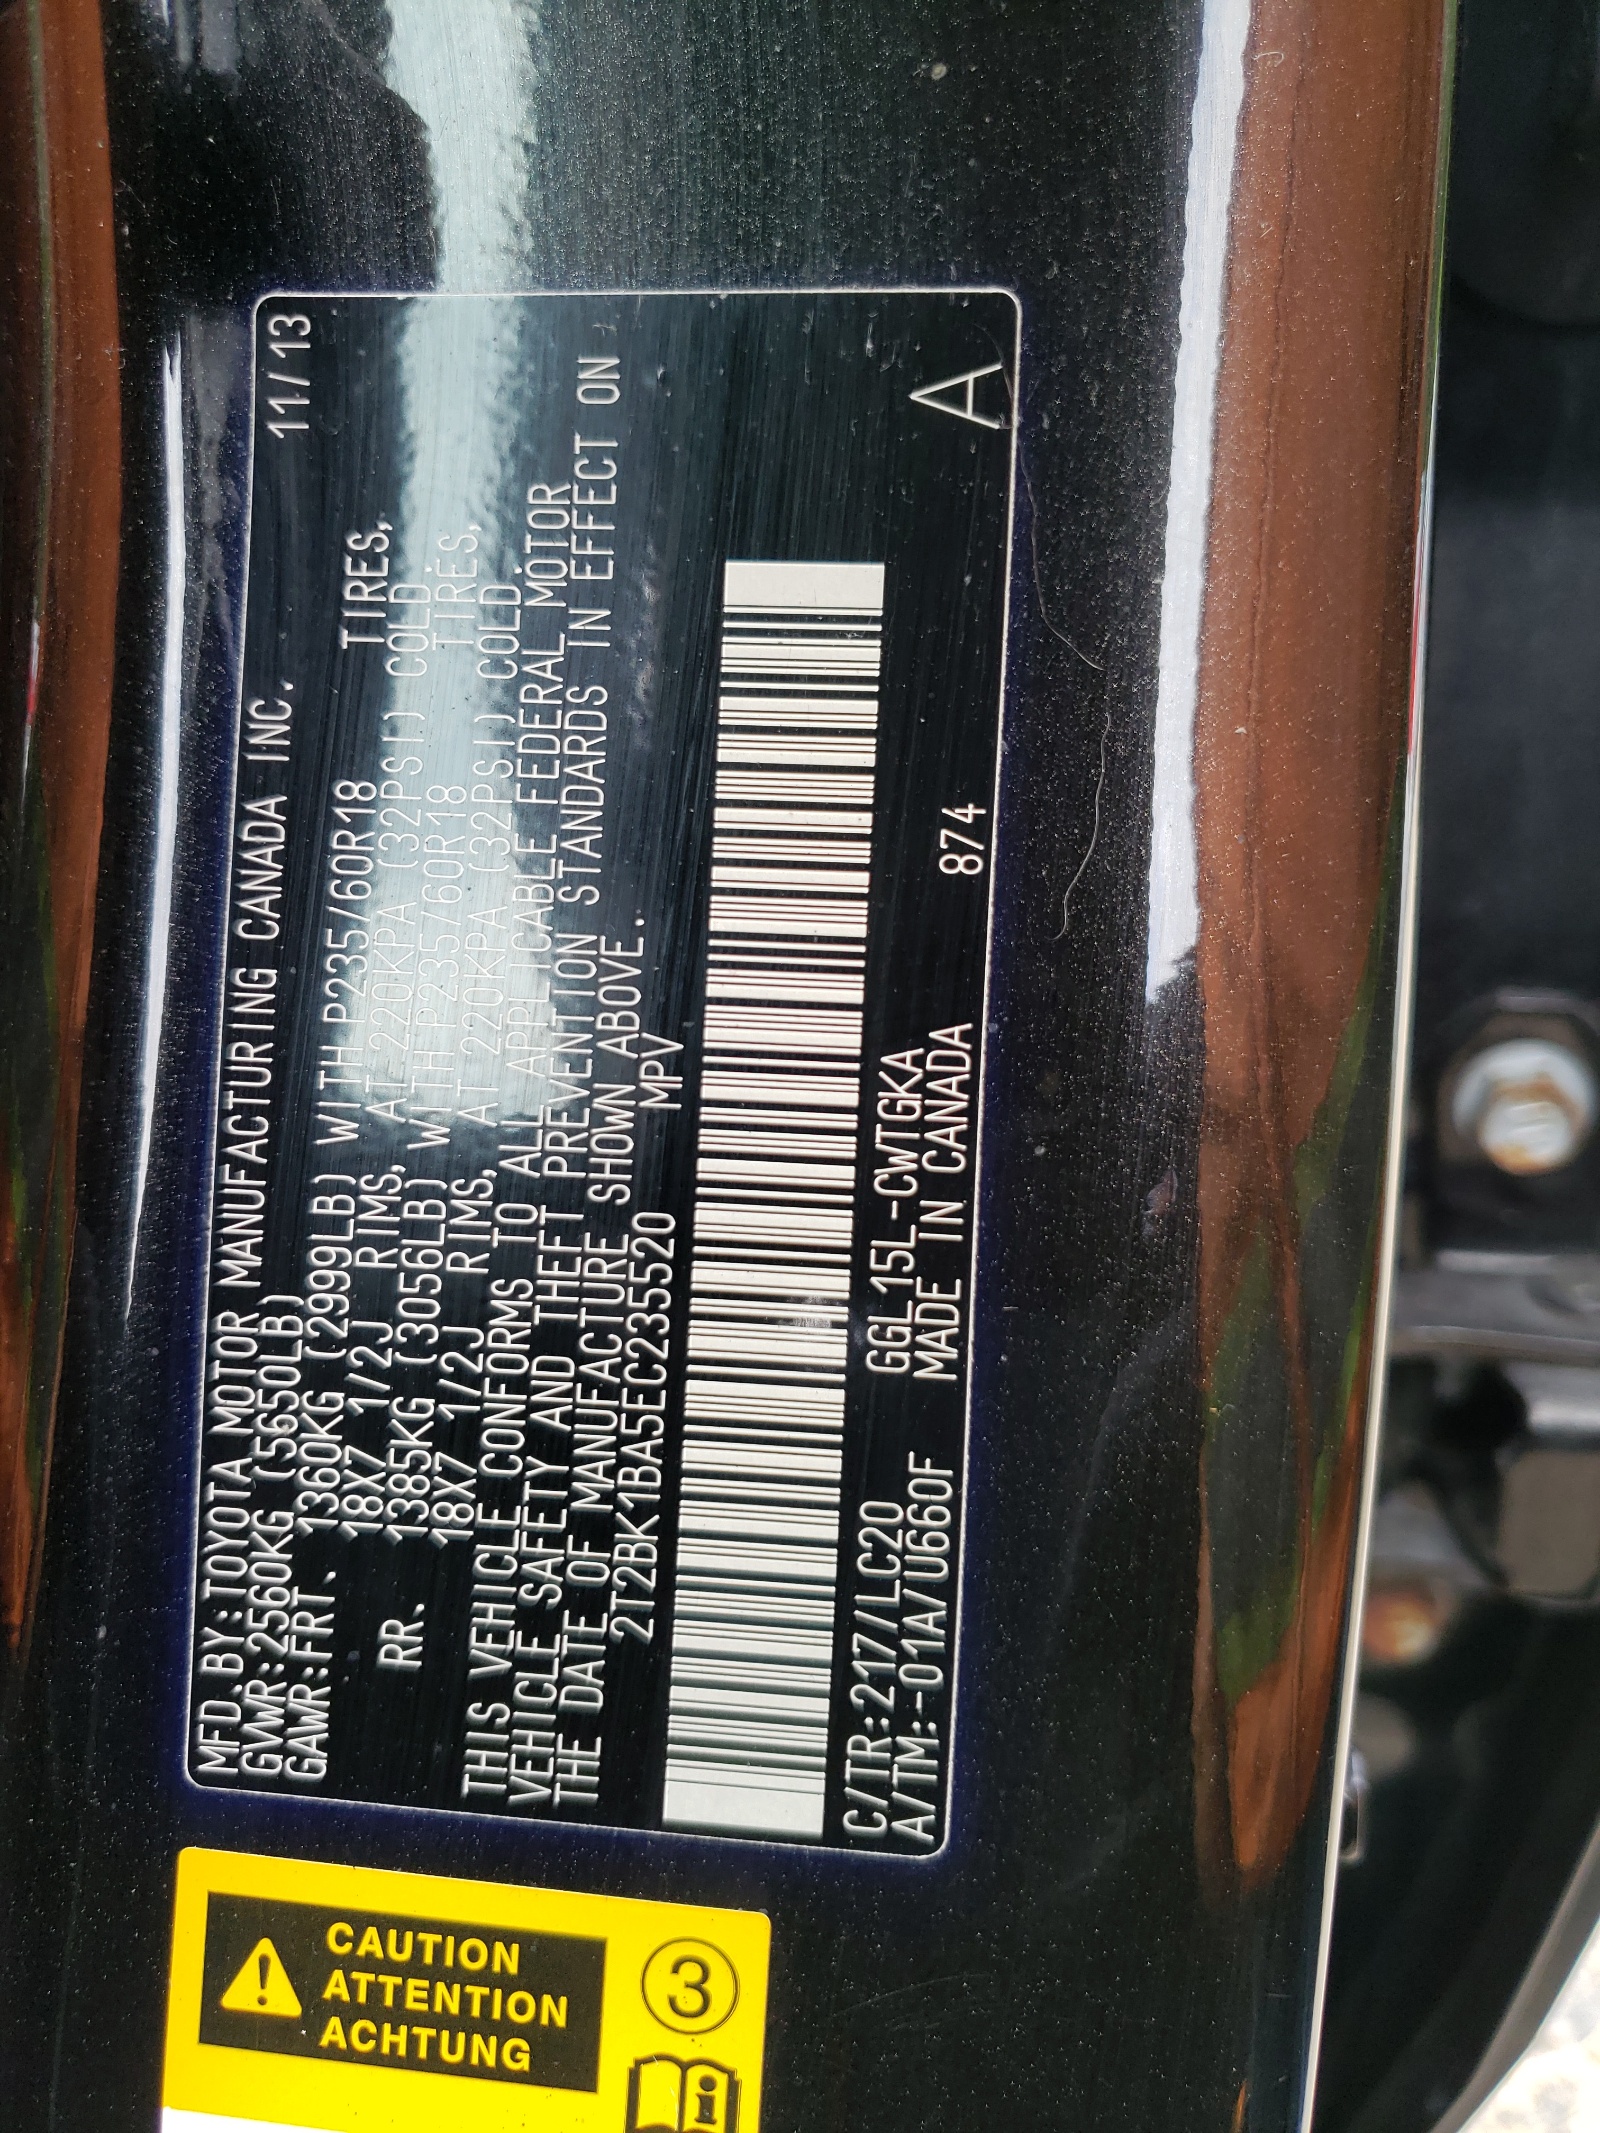 MFD.BY:TOYOTA MOTOR MANUFACTURING CANADA INC. 11/13
GVWR:2560KG (5650LB)
GAWR:FRT. 1360KG (2999LB) WITH P235/60R18 TIRES,
18X7 1/2J RIMS, AT 220KPA (32PSI) COLD
RR. 1385KG (3056LB) WITH P235/60R18 TIRES,
18X7 1/2J RIMS, AT 220KPA (32PSI) COLD.
THIS VEHICLE CONFORMS TO ALL APPLICABLE FEDERAL MOTOR
VEHICLE SAFETY AND THEFT PREVENTION STANDARDS IN EFFECT ON
THE DATE OF MANUFACTURE SHOWN ABOVE.
2T2BK1BA5EC235520 MPV
C/TR:217/LC20 GGL15L-CWTGKA
A/TM:-01A/U660F MADE IN CANADA 874
A
CAUTION
ATTENTION
ACHTUNG
3
i